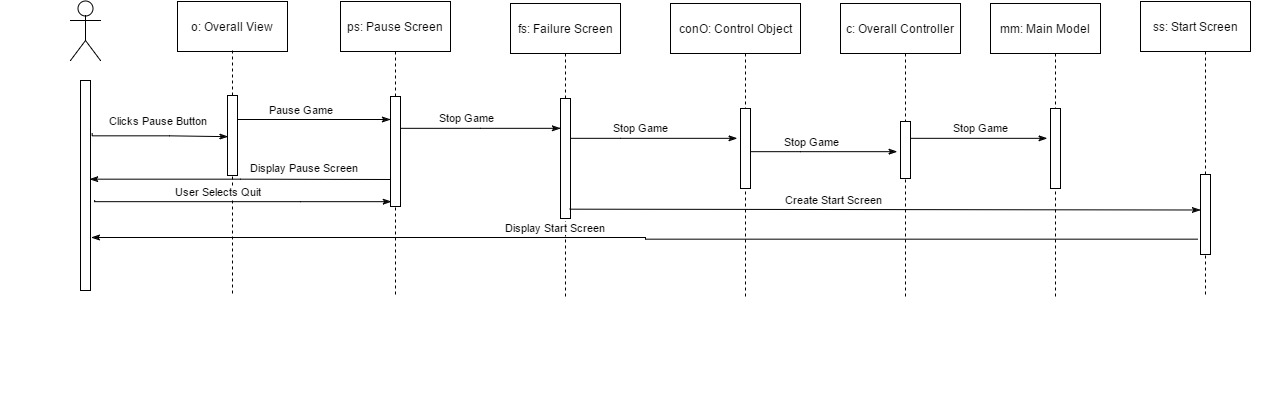 o: Overall View
ps: Pause Screen
fs: Failure Screen
conO: Control Object
c: Overall Controller
mm: Main Model
ss: Start Screen
Clicks Pause Button
Pause Game
Stop Game
Stop Game
Stop Game
Stop Game
Display Pause Screen
User Selects Quit
Create Start Screen
Display Start Screen